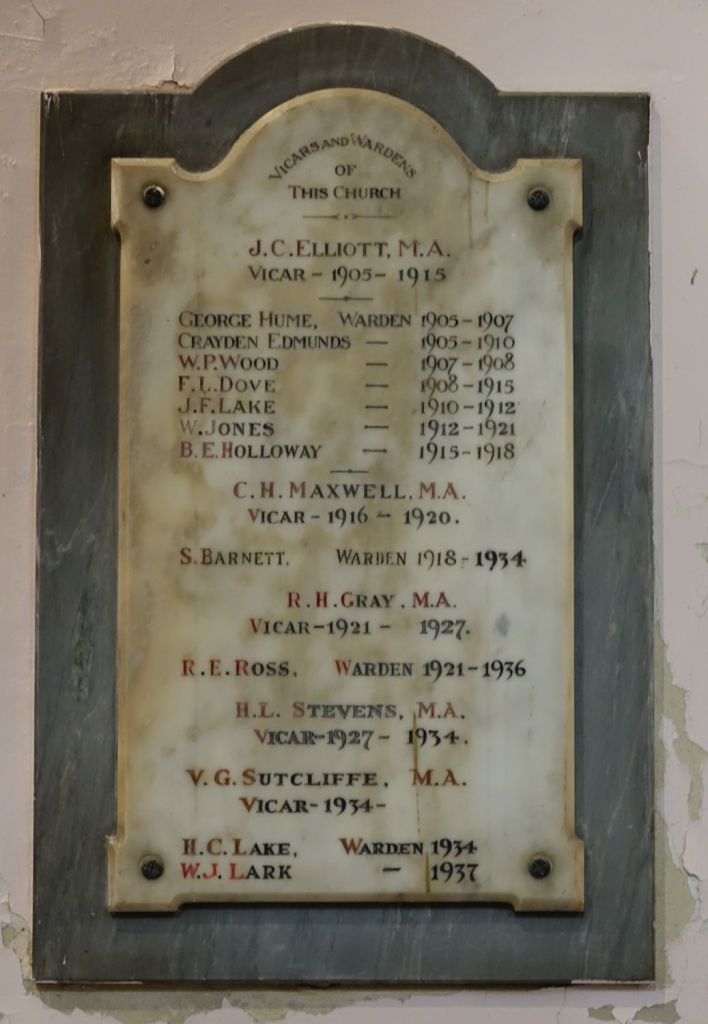 VICARS AND WARDENS
OF
THIS CHURCH
J.C. ELLIOTT, M.A.
VICAR - 1905 - 1915
GEORGE HUME, WARDEN 1905 - 1907
CRAYDEN EDMUNDS — 1905 - 1910
W.P. WOOD — 1907 - 1908
F.L. DOVE — 1908 - 1915
J.F. LAKE — 1910 - 1912
W. JONES — 1912 - 1921
B.E. HOLLOWAY — 1915 - 1918
C.H. MAXWELL, M.A.
VICAR - 1916 - 1920.
S. BARNETT. WARDEN 1918 - 1934
R.H. GRAY, M.A.
VICAR - 1921 - 1927.
R.E. ROSS, WARDEN 1921 - 1936
H.L. STEVENS, M.A.
VICAR - 1927 - 1934.
V.G. SUTCLIFFE, M.A.
VICAR - 1934 -
H.C. LAKE, WARDEN 1934
W.J. LARK — 1937